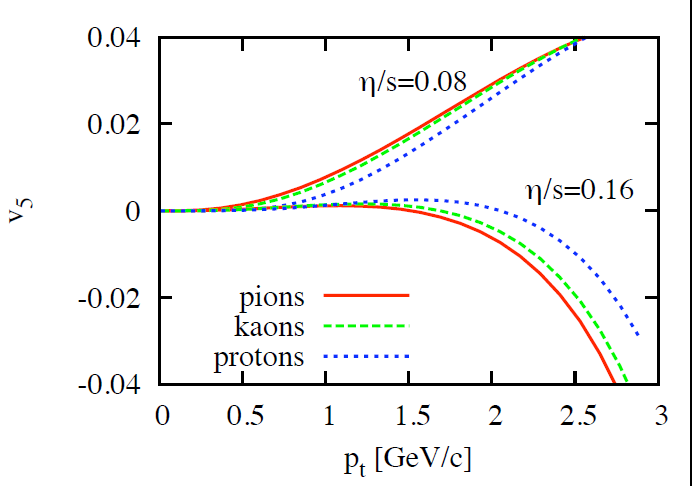 0.04
η/s=0.08
0.02
η/s=0.16
v5
0
-0.02
pions
kaons
protons
-0.04
0 0.5 1 1.5 2 2.5 3
pt [GeV/c]